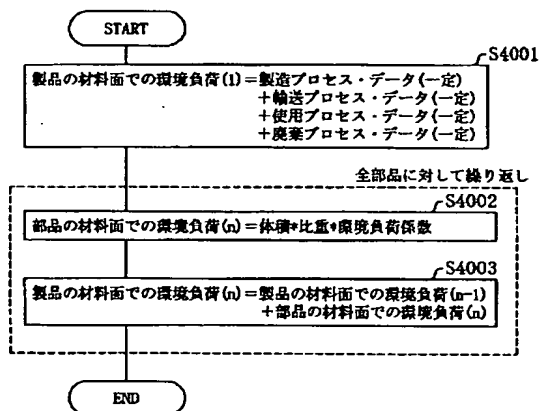 START
S4001
製品の材料面での環境負荷(1)=製造プロセス・データ(一定)
+輸送プロセス・データ(一定)
+使用プロセス・データ(一定)
+廃棄プロセス・データ(一定)
全部品に対して繰り返し
S4002
部品の材料面での環境負荷(n)=体積*比重*環境負荷係数
S4003
製品の材料面での環境負荷(n)=製品の材料面での環境負荷(n-1)
+部品の材料面での環境負荷(n)
END